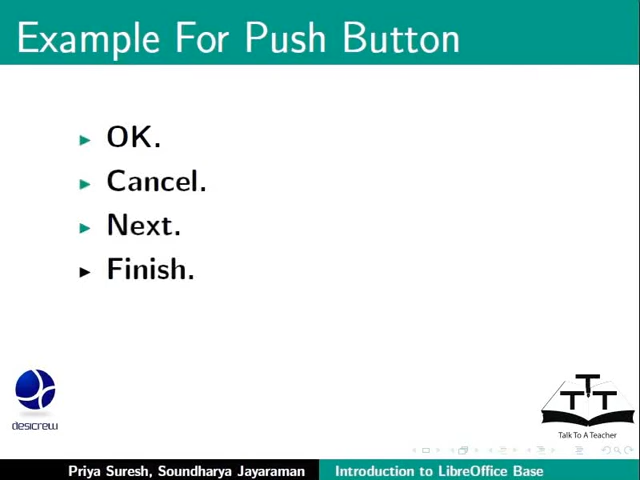 Example For Push Button
OK.
Cancel.
Next.
Finish.
desicrew
T
T T
Talk To A Teacher
Priya Suresh, Soundharya Jayaraman
Introduction to LibreOffice Base